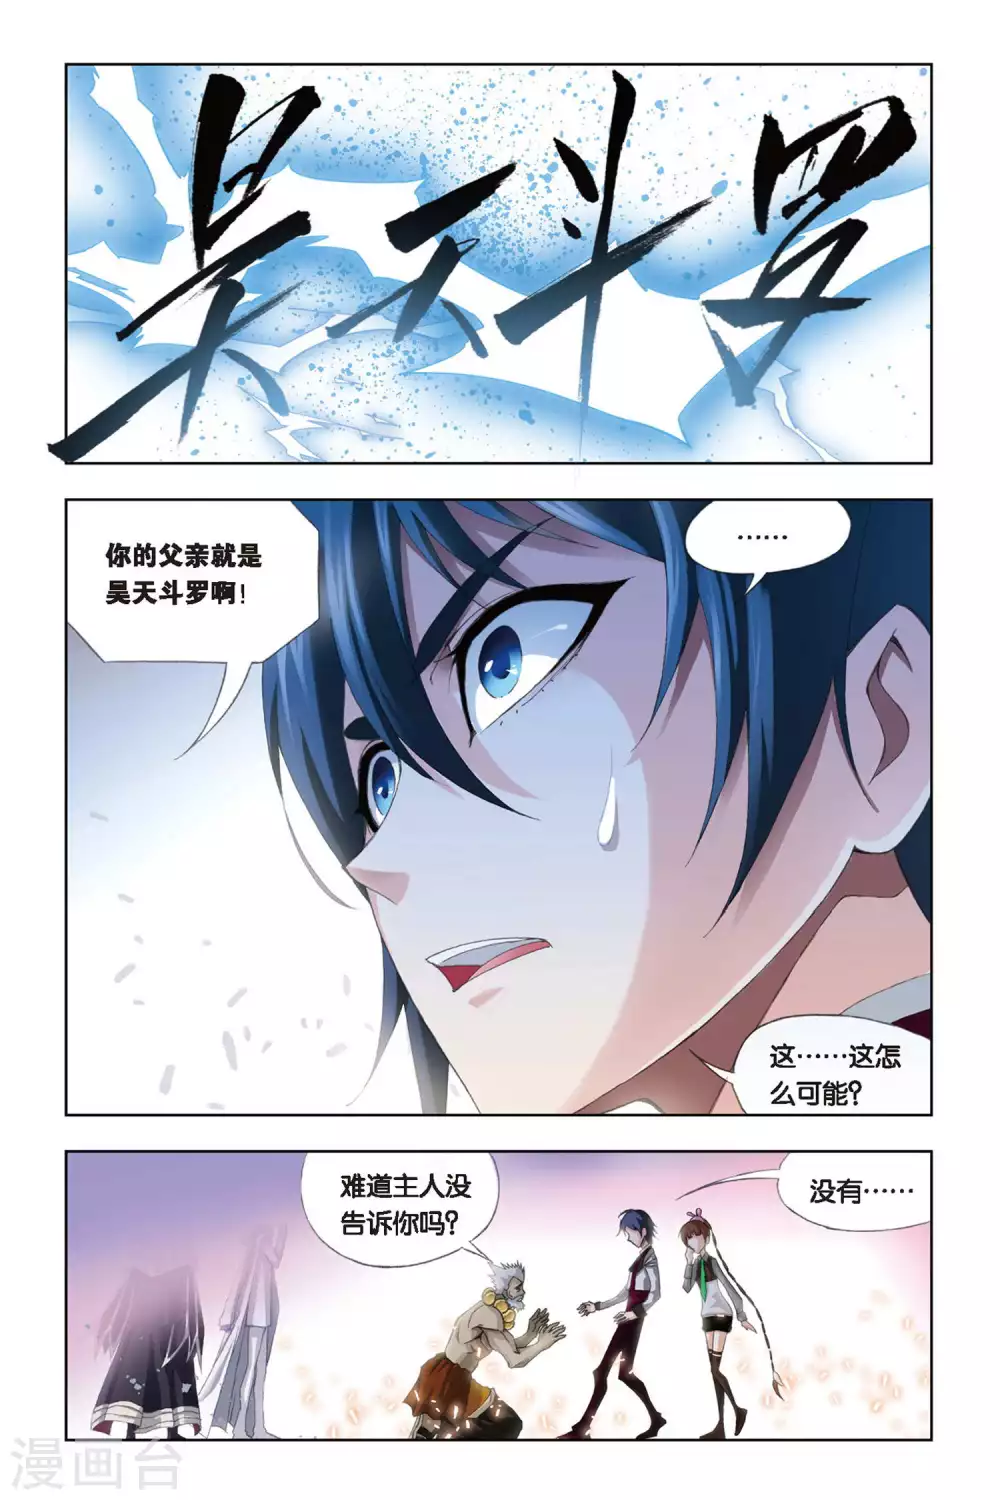 昊天斗罗
你的父亲就是
昊天斗罗啊！
……
这……这怎
么可能？
难道主人没
告诉你吗？
没有……
漫画台